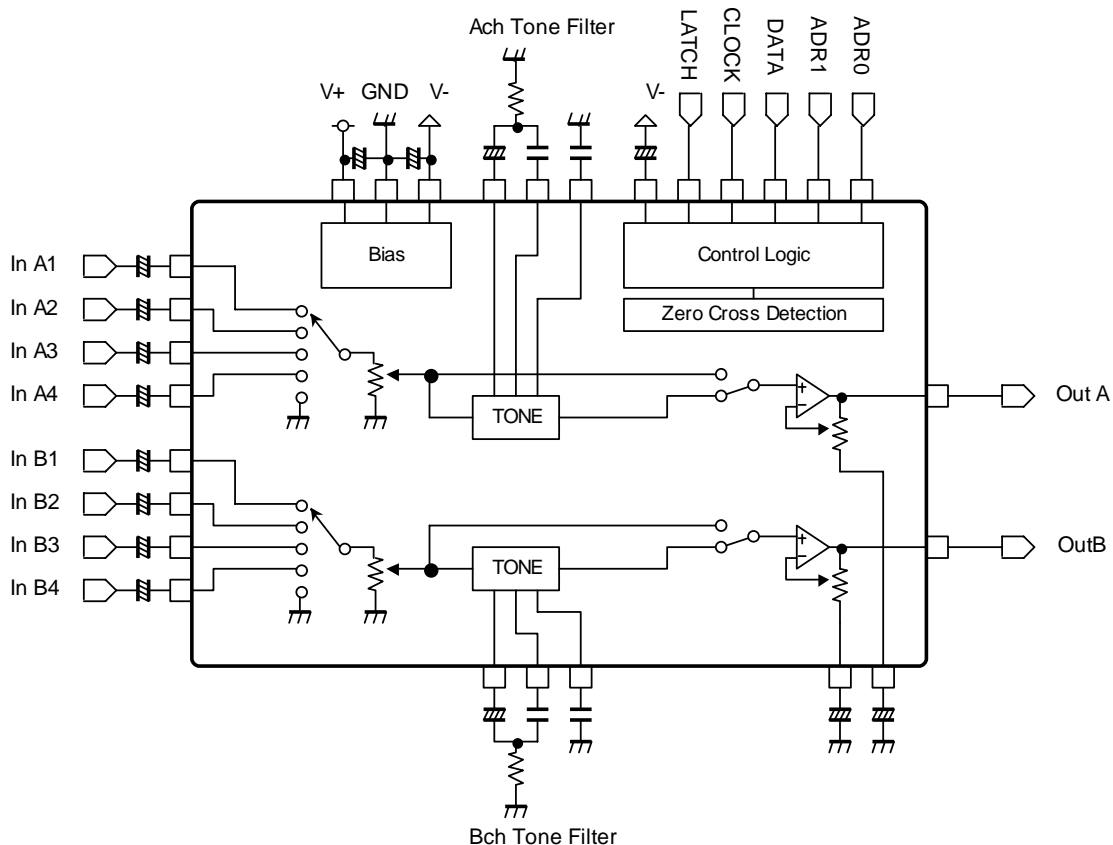 Ach Tone Filter
LATCH
CLOCK
DATA
ADR1
ADR0
V+
GND
V-
V-
Bias
Control Logic
Zero Cross Detection
In A1
In A2
In A3
In A4
TONE
+
−
Out A
In B1
In B2
In B3
In B4
TONE
+
−
OutB
Bch Tone Filter